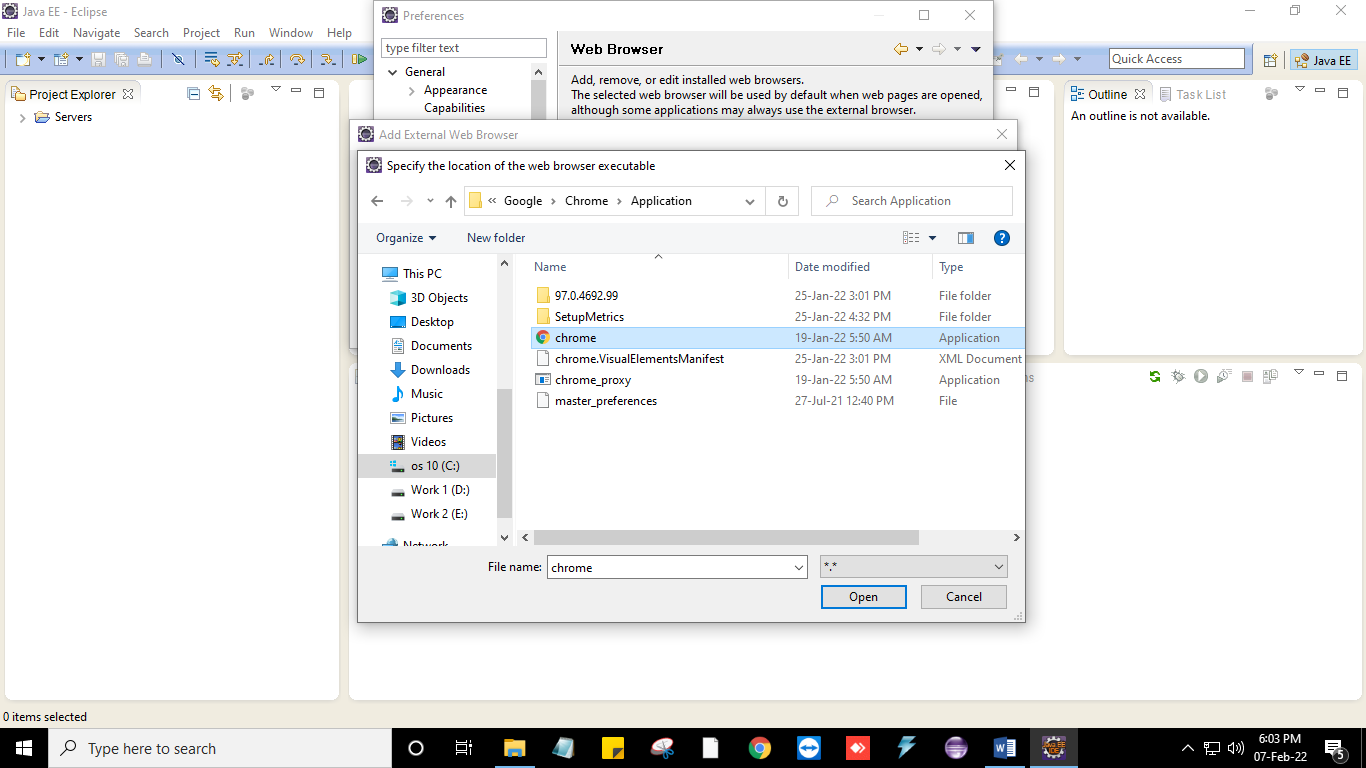 Java EE - Eclipse
File Edit Navigate Search Project Run Window Help
Quick Access
Java EE
Project Explorer
Servers
Preferences
type filter text
General
Appearance
Capabilities
Web Browser
Add, remove, or edit installed web browsers.
The selected web browser will be used by default when web pages are opened,
although some applications may always use the external browser.
Outline
Task List
An outline is not available.
Add External Web Browser
Specify the location of the web browser executable
« Google › Chrome › Application
Search Application
Organize
New folder
This PC
3D Objects
Desktop
Documents
Downloads
Music
Pictures
Videos
os 10 (C:)
Work 1 (D:)
Work 2 (E:)
Network
Name Date modified Type
97.0.4692.99 25-Jan-22 3:01 PM File folder
SetupMetrics 25-Jan-22 4:32 PM File folder
chrome 19-Jan-22 5:50 AM Application
chrome.VisualElementsManifest 25-Jan-22 3:01 PM XML Document
chrome_proxy 19-Jan-22 5:50 AM Application
master_preferences 27-Jul-21 12:40 PM File
File name: chrome *.*
Open Cancel
0 items selected
Type here to search
6:03 PM
07-Feb-22
5